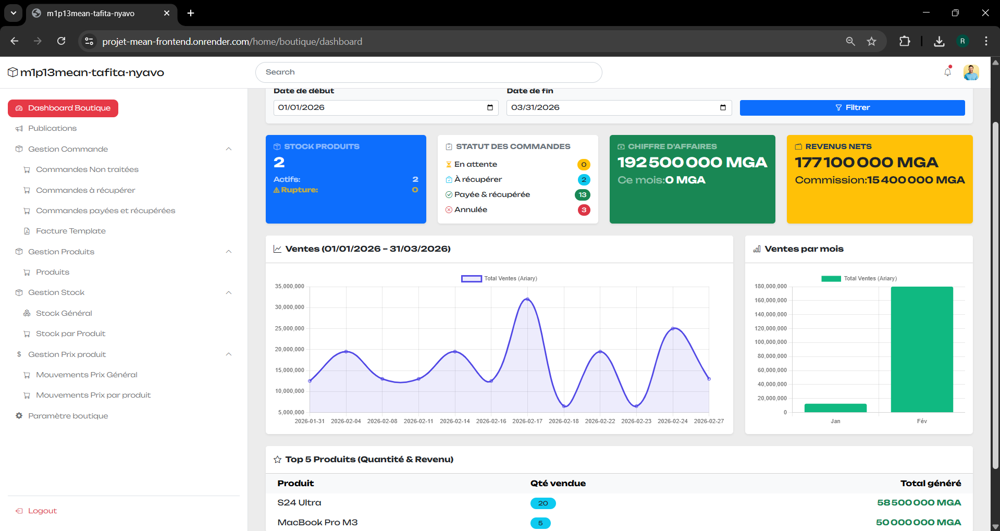 m1p13mean-tafita-nyavo
projet-mean-frontend.onrender.com/home/boutique/dashboard
R
m1p13mean-tafita-nyavo
Search
Dashboard Boutique
Publications
Gestion Commande
Commandes Non traitées
Commandes à récupérer
Commandes payées et récupérées
Facture Template
Gestion Produits
Produits
Gestion Stock
Stock Général
Stock par Produit
$ Gestion Prix produit
Mouvements Prix Général
Mouvements Prix par produit
Paramètre boutique
Logout
Date de début
01/01/2026
Date de fin
03/31/2026
Filtrer
STOCK PRODUITS
2
Actifs: 2
Rupture: 0
STATUT DES COMMANDES
En attente 0
À récupérer 2
Payée & récupérée 13
Annulée 3
CHIFFRE D'AFFAIRES
192 500 000 MGA
Ce mois:0 MGA
REVENUS NETS
177 100 000 MGA
Commission:15 400 000 MGA
Ventes (01/01/2026 – 31/03/2026)
Total Ventes (Ariary)
35,000,000
30,000,000
25,000,000
20,000,000
15,000,000
10,000,000
5,000,000
2026-01-31 2026-02-04 2026-02-08 2026-02-11 2026-02-14 2026-02-16 2026-02-17 2026-02-18 2026-02-22 2026-02-23 2026-02-24 2026-02-27
Ventes par mois
Total Ventes (Ariary)
180,000,000
160,000,000
140,000,000
120,000,000
100,000,000
80,000,000
60,000,000
40,000,000
20,000,000
0
Jan Fév
Top 5 Produits (Quantité & Revenu)
Produit Qté vendue Total généré
S24 Ultra 20 58 500 000 MGA
MacBook Pro M3 5 50 000 000 MGA